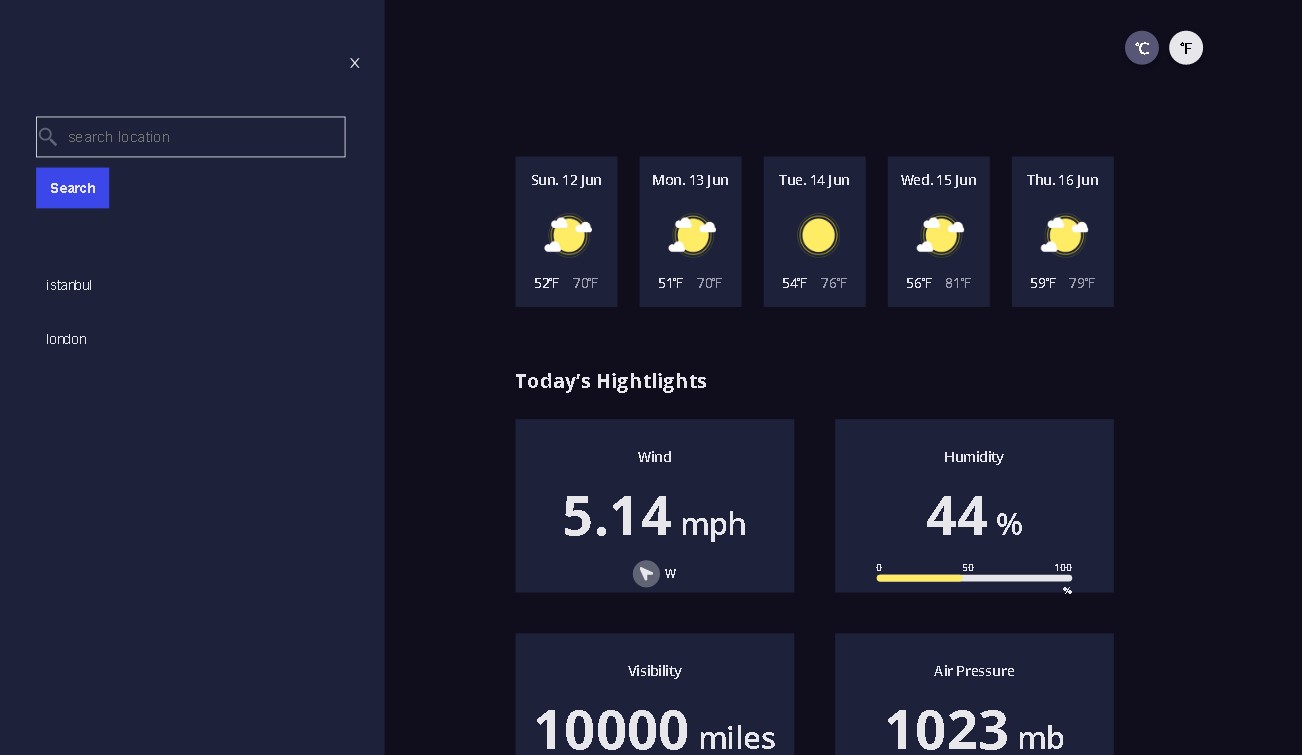 X
search location
Search
istanbul
london
°C °F
Sun. 12 Jun
52°F 70°F
Mon. 13 Jun
51°F 70°F
Tue. 14 Jun
54°F 76°F
Wed. 15 Jun
56°F 81°F
Thu. 16 Jun
59°F 79°F
Today’s Hightlights
Wind
5.14 mph
W
Humidity
44 %
0 50 100
%
Visibility
10000 miles
Air Pressure
1023 mb